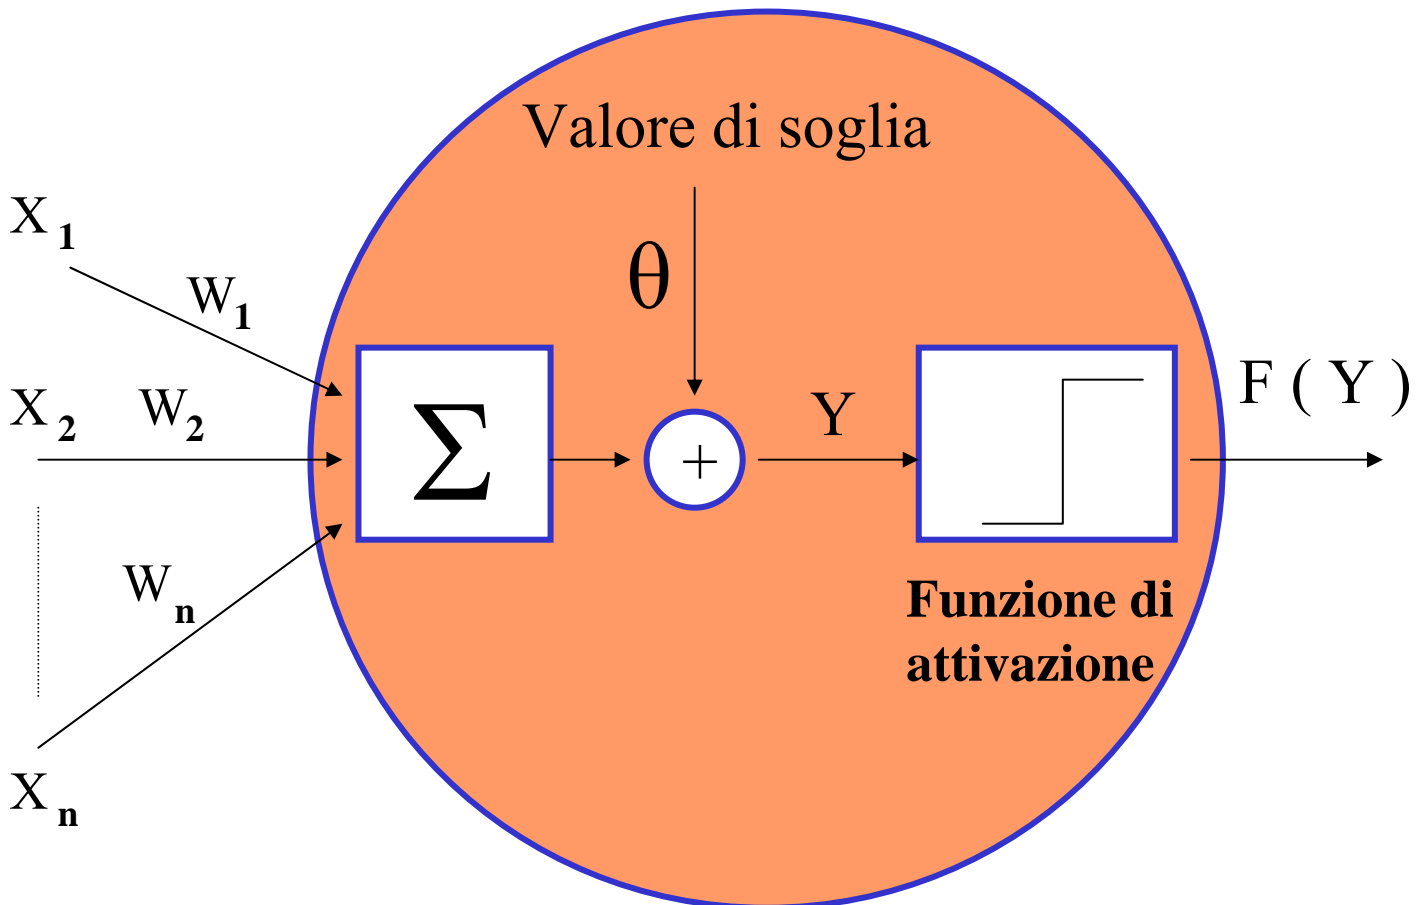 Valore di soglia
X 1
W1
θ
X 2
W2
Σ
+
Y
F ( Y )
Wn
Funzione di
attivazione
X n